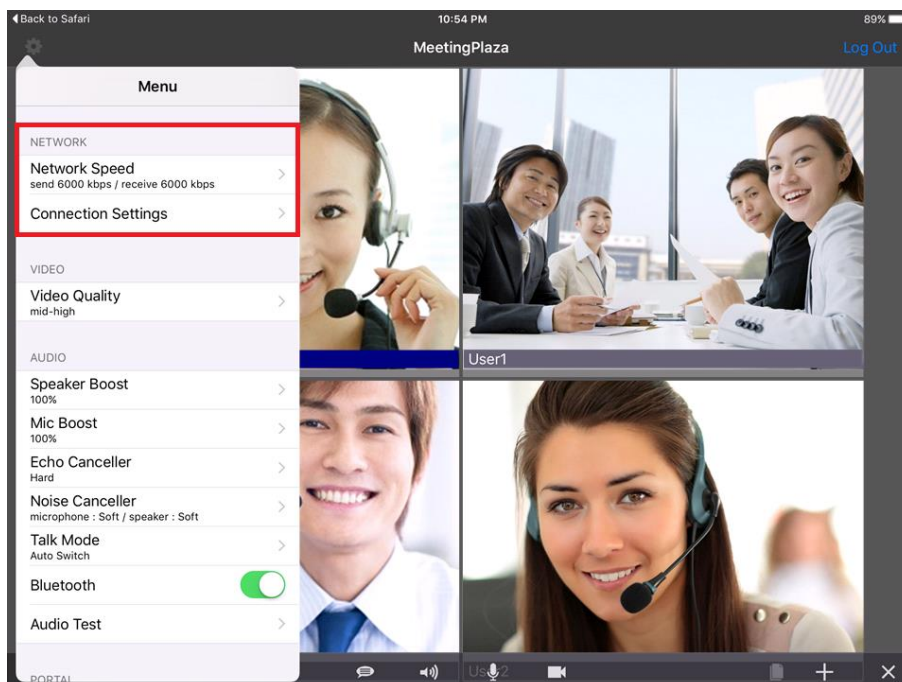 Back to Safari
10:54 PM
89%
MeetingPlaza
Log Out
Menu
NETWORK
Network Speed
send 6000 kbps / receive 6000 kbps
Connection Settings
VIDEO
Video Quality
mid-high
AUDIO
Speaker Boost
100%
Mic Boost
100%
Echo Canceller
Hard
Noise Canceller
microphone : Soft / speaker : Soft
Talk Mode
Auto Switch
Bluetooth
Audio Test
PORTAL
User1
User2